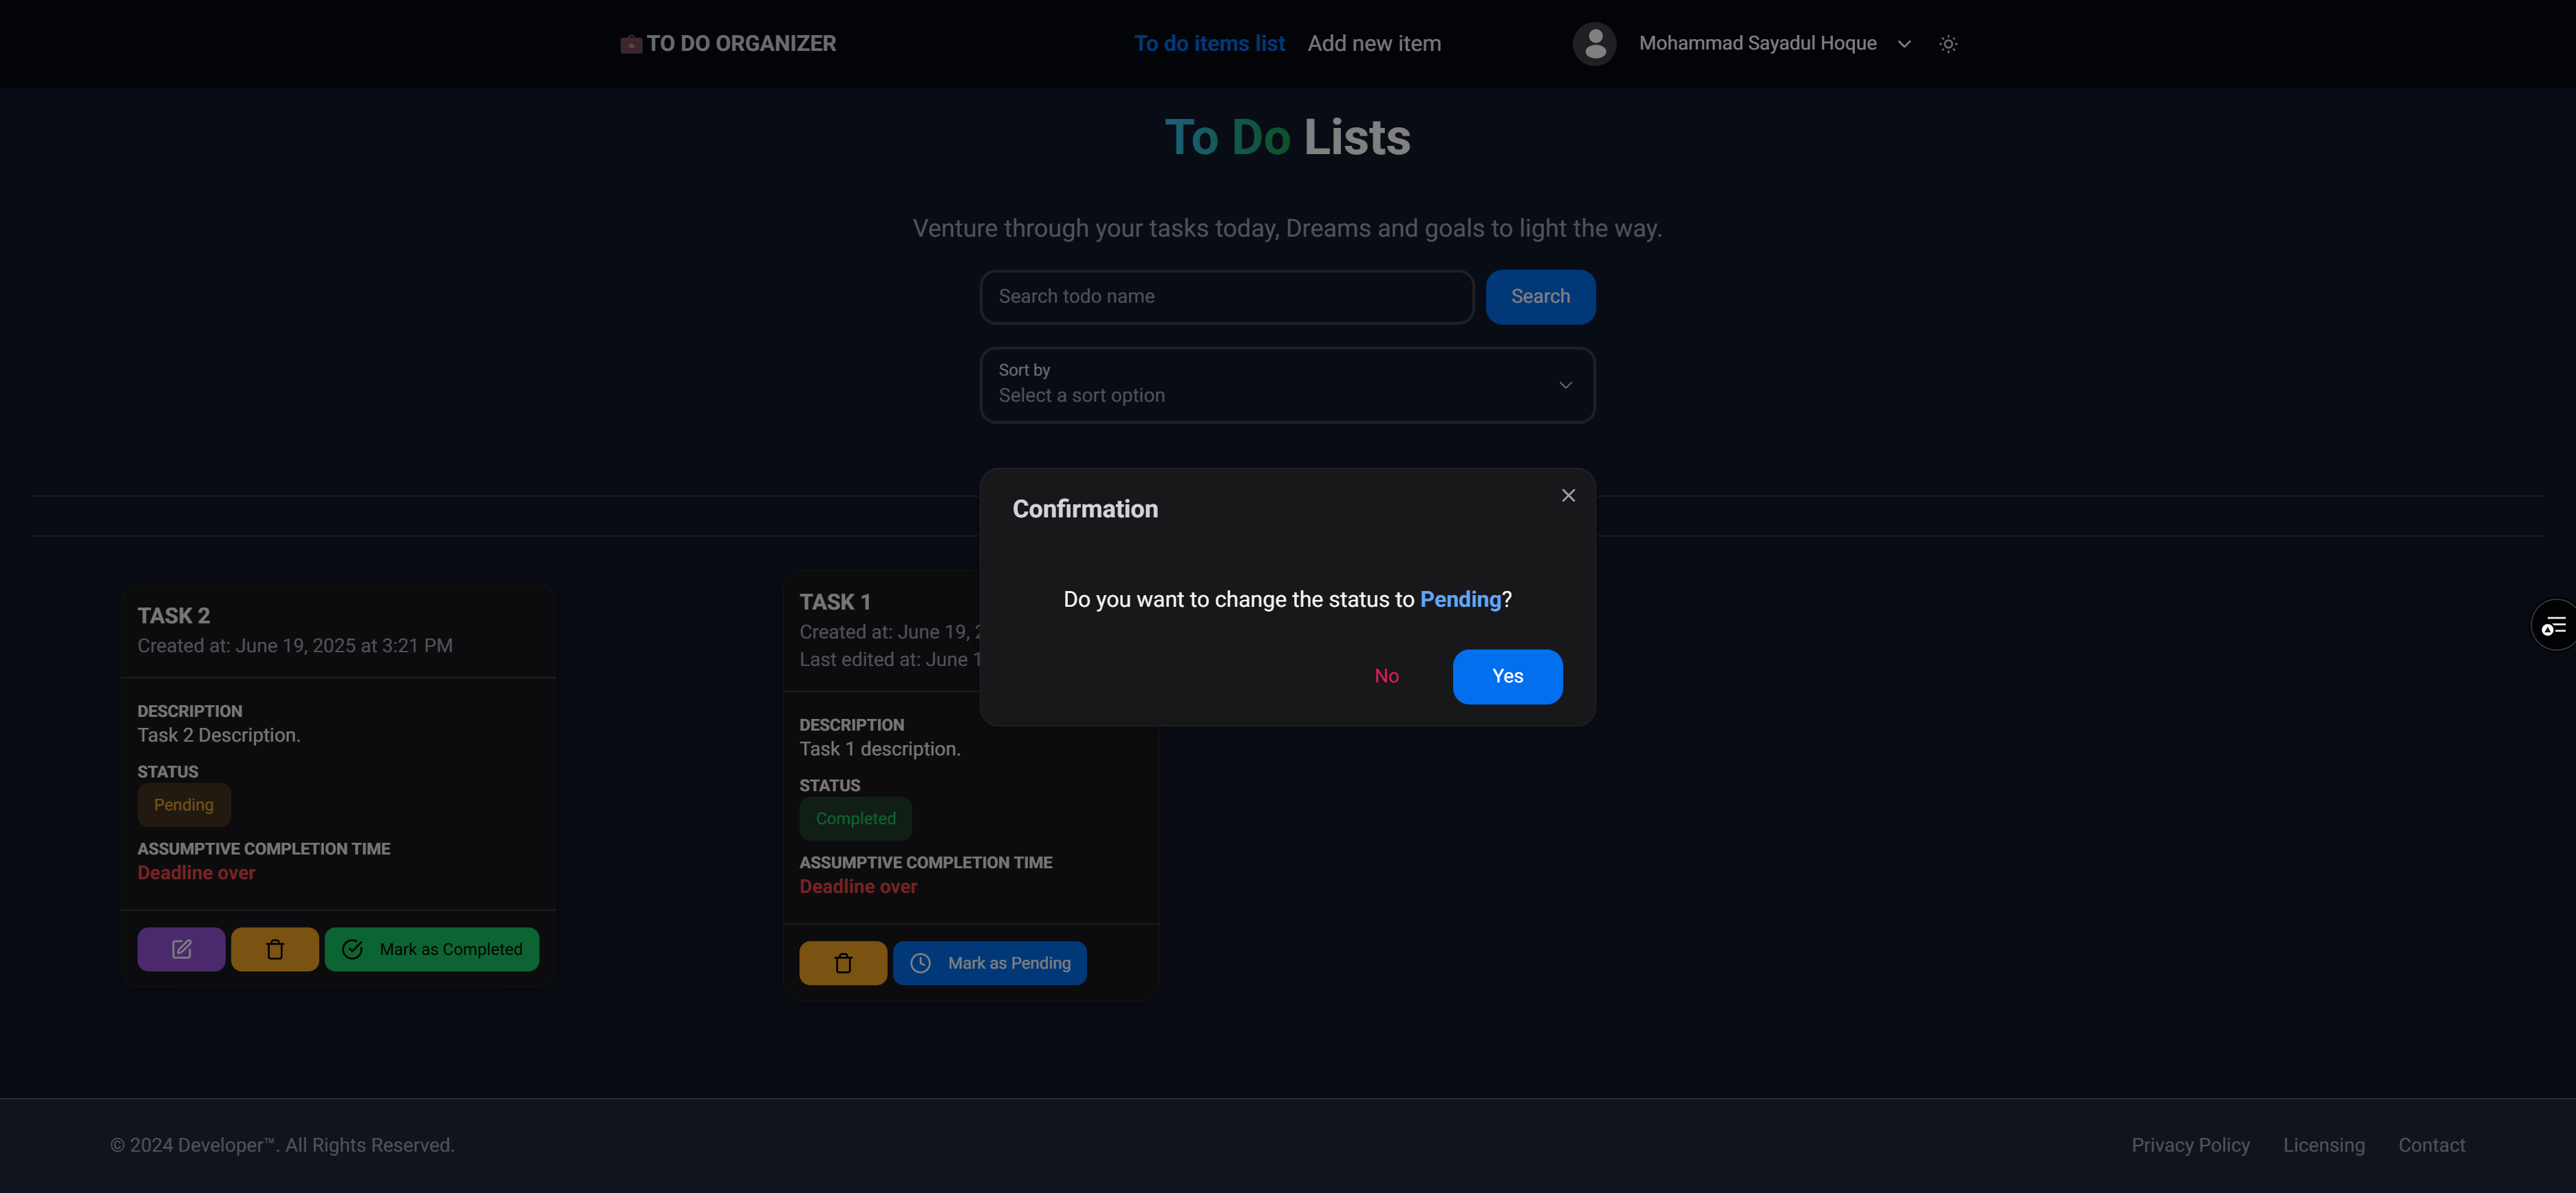 TO DO ORGANIZER
To do items list
Add new item
Mohammad Sayadul Hoque
To Do Lists
Venture through your tasks today, Dreams and goals to light the way.
Search todo name
Search
Sort by
Select a sort option
Confirmation
Do you want to change the status to Pending?
No
Yes
TASK 2
Created at: June 19, 2025 at 3:21 PM
DESCRIPTION
Task 2 Description.
STATUS
Pending
ASSUMPTIVE COMPLETION TIME
Deadline over
Mark as Completed
TASK 1
Created at: June 19,
Last edited at: June
DESCRIPTION
Task 1 description.
STATUS
Completed
ASSUMPTIVE COMPLETION TIME
Deadline over
Mark as Pending
© 2024 Developer™. All Rights Reserved.
Privacy Policy
Licensing
Contact